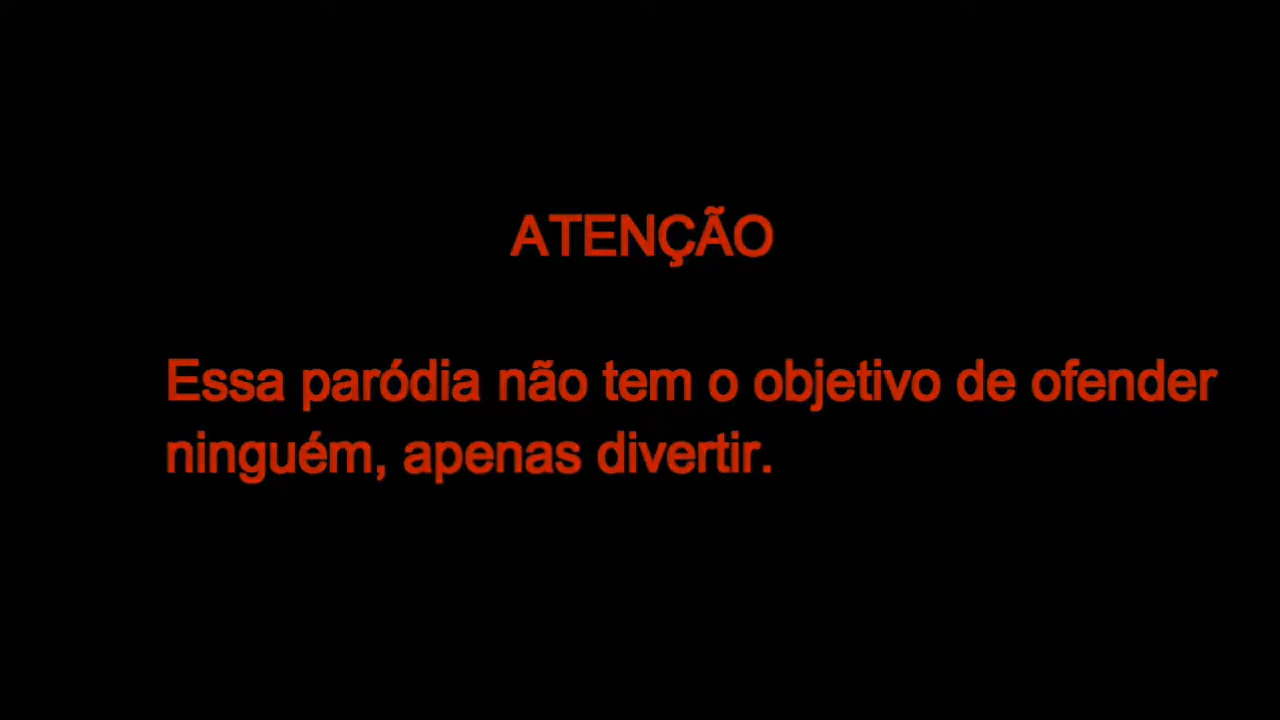 ATENÇÃO
Essa paródia não tem o objetivo de ofender
ninguém, apenas divertir.